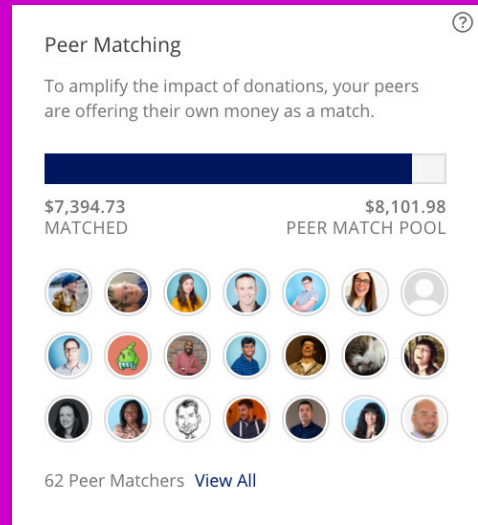 ?
Peer Matching
To amplify the impact of donations, your peers
are offering their own money as a match.
$7,394.73 $8,101.98
MATCHED PEER MATCH POOL
62 Peer Matchers View All